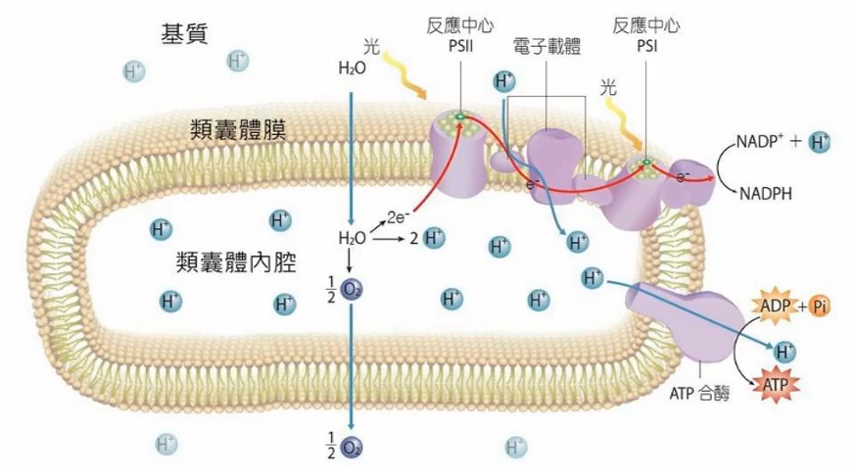 基質
光
H₂O
反應中心
PSII
電子載體
反應中心
PSI
H⁺
H⁺
H⁺
光
類囊體膜
NADP⁺ + H⁺
NADPH
e⁻
e⁻
2e⁻
H₂O
2 H⁺
H⁺
H⁺
H⁺
H⁺
類囊體內腔
H⁺
H⁺
H⁺
H⁺
H⁺
1/2 O₂
ADP + Pi
H⁺
ATP
ATP 合酶
H⁺
1/2 O₂
H⁺